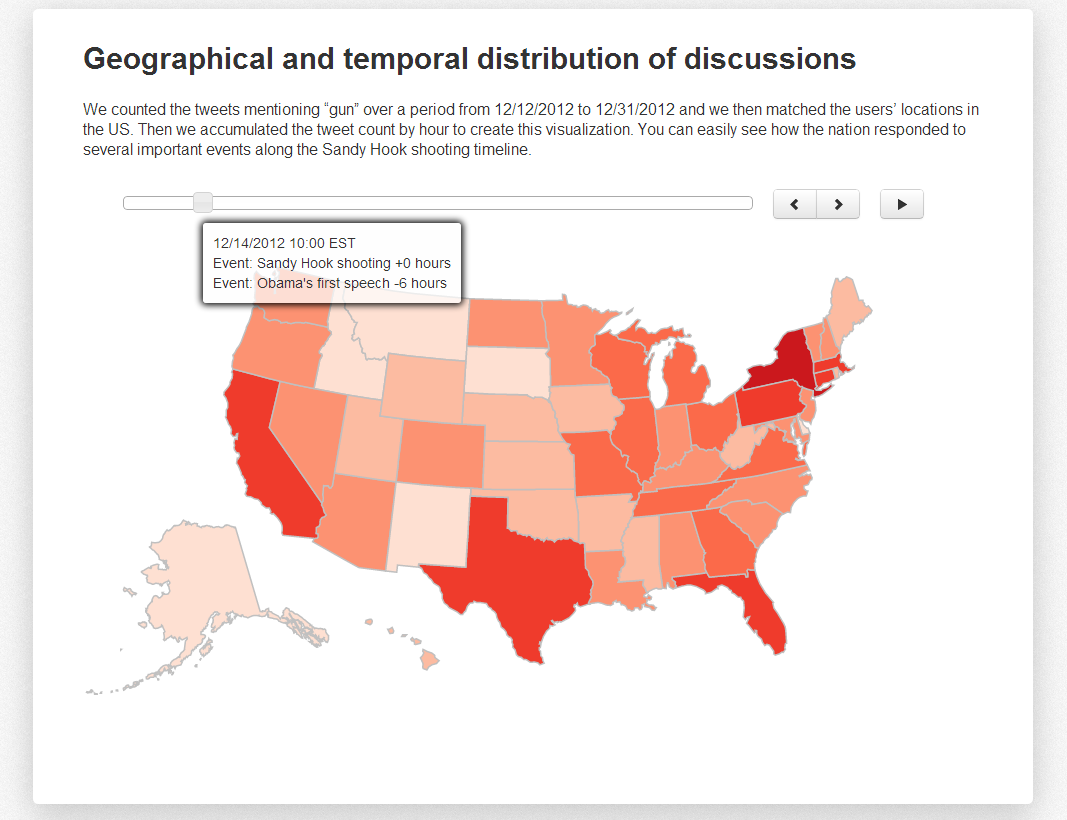 Geographical and temporal distribution of discussions
We counted the tweets mentioning “gun” over a period from 12/12/2012 to 12/31/2012 and we then matched the users’ locations in
the US. Then we accumulated the tweet count by hour to create this visualization. You can easily see how the nation responded to
several important events along the Sandy Hook shooting timeline.
12/14/2012 10:00 EST
Event: Sandy Hook shooting +0 hours
Event: Obama's first speech -6 hours